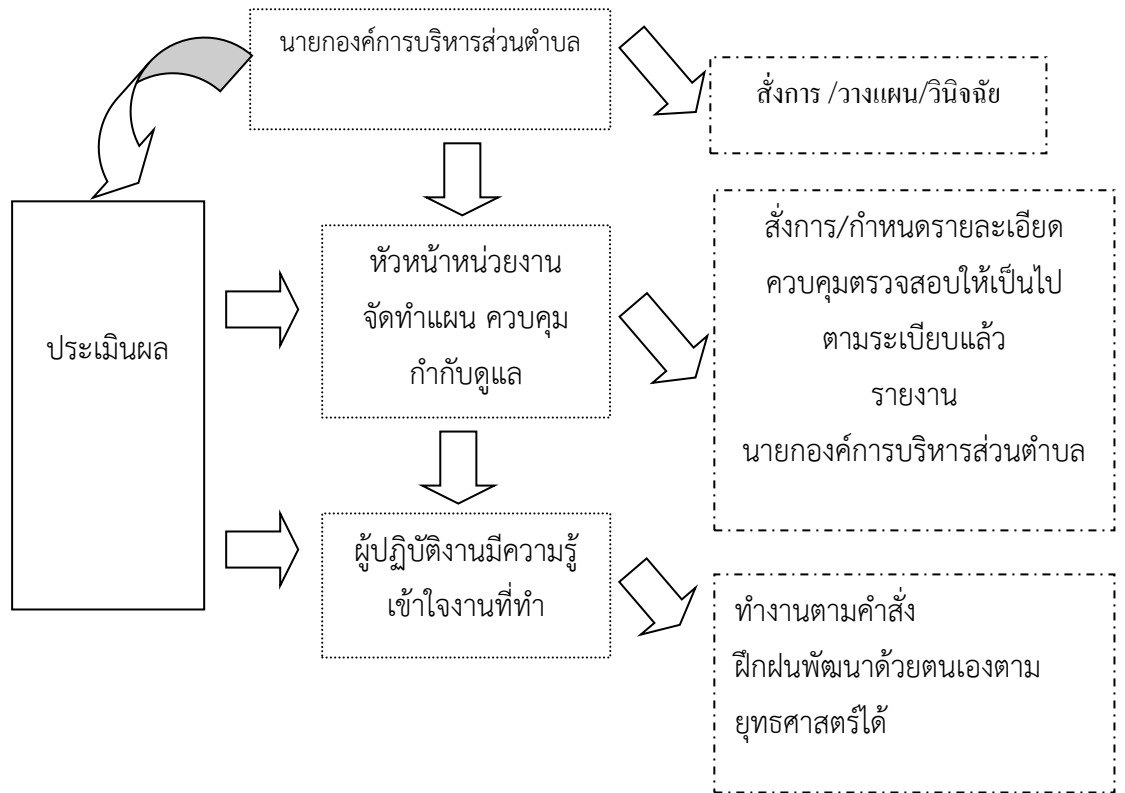 นายกองค์การบริหารส่วนตำบล
สั่งการ /วางแผน/วินิจฉัย
ประเมินผล
หัวหน้าหน่วยงาน
จัดทำแผน ควบคุม
กำกับดูแล
สั่งการ/กำหนดรายละเอียด
ควบคุมตรวจสอบให้เป็นไป
ตามระเบียบแล้ว
รายงาน
นายกองค์การบริหารส่วนตำบล
ผู้ปฏิบัติงานมีความรู้
เข้าใจงานที่ทำ
ทำงานตามคำสั่ง
ฝึกฝนพัฒนาด้วยตนเองตาม
ยุทธศาสตร์ได้